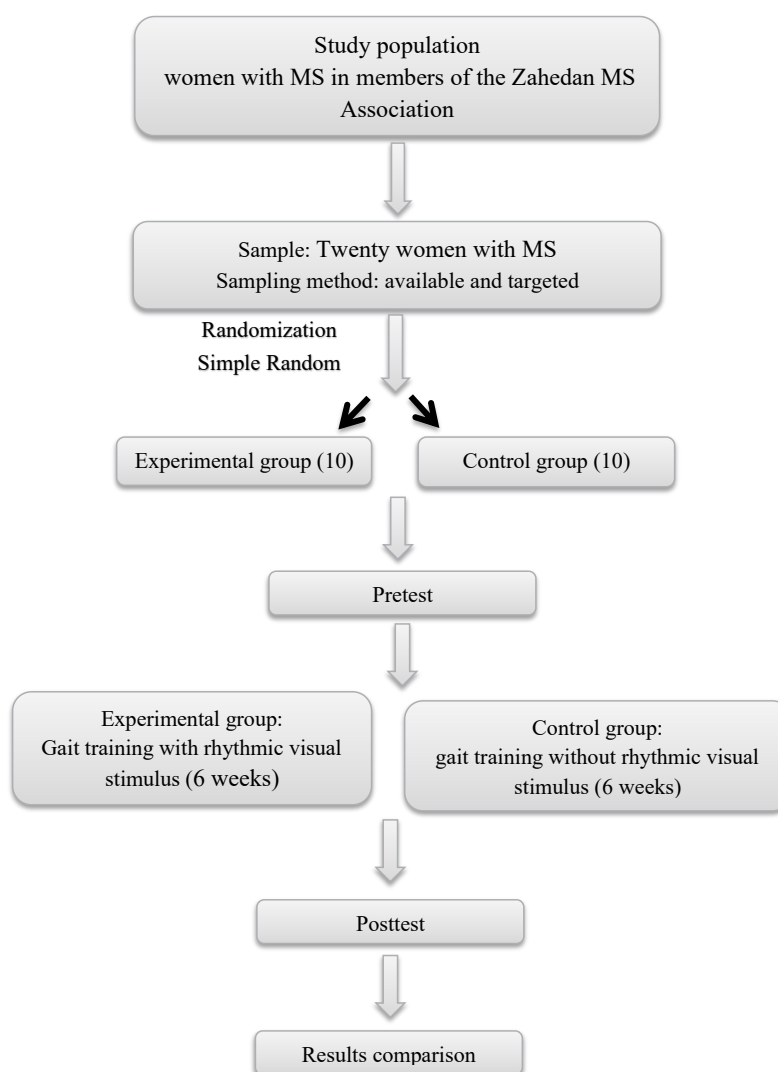 Study population
women with MS in members of the Zahedan MS
Association
Sample: Twenty women with MS
Sampling method: available and targeted
Randomization
Simple Random
Experimental group (10)
Control group (10)
Pretest
Experimental group:
Gait training with rhythmic visual
stimulus (6 weeks)
Control group:
gait training without rhythmic visual
stimulus (6 weeks)
Posttest
Results comparison